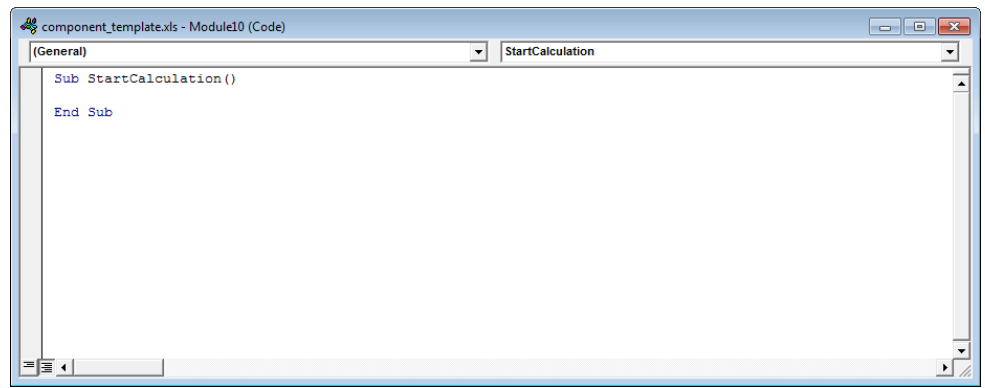 component_template.xls - Module10 (Code)
(General) StartCalculation
Sub StartCalculation()
End Sub